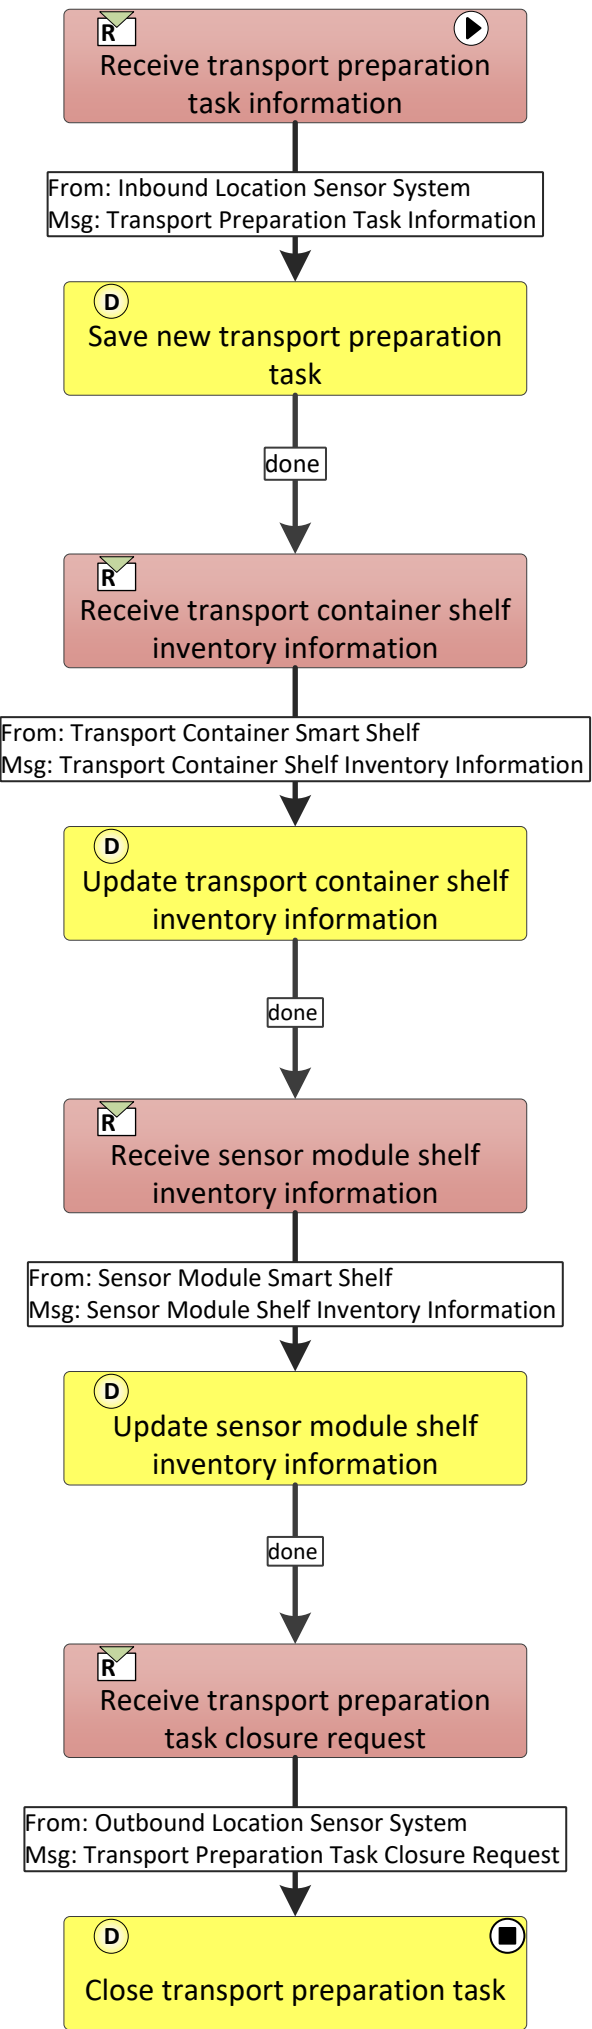 R
Receive transport preparation
task information
From: Inbound Location Sensor System
Msg: Transport Preparation Task Information
D
Save new transport preparation
task
done
R
Receive transport container shelf
inventory information
From: Transport Container Smart Shelf
Msg: Transport Container Shelf Inventory Information
D
Update transport container shelf
inventory information
done
R
Receive sensor module shelf
inventory information
From: Sensor Module Smart Shelf
Msg: Sensor Module Shelf Inventory Information
D
Update sensor module shelf
inventory information
done
R
Receive transport preparation
task closure request
From: Outbound Location Sensor System
Msg: Transport Preparation Task Closure Request
D
Close transport preparation task